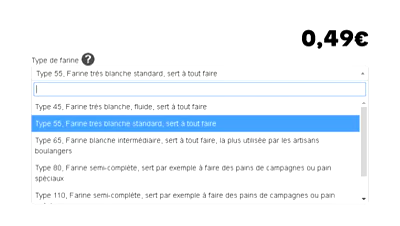 0,49€
Type de farine ?
Type 55, Farine très blanche standard, sert à tout faire
Type 45, Farine très blanche, fluide, sert à tout faire
Type 55, Farine très blanche standard, sert à tout faire
Type 65, Farine blanche intermédiaire, sert à tout faire, la plus utilisée par les artisans
boulangers
Type 80, Farine semi-complète, sert par exemple à faire des pains de campagnes ou pain
spéciaux
Type 110, Farine semi-complète, sert par exemple à faire des pains de campagnes ou pain